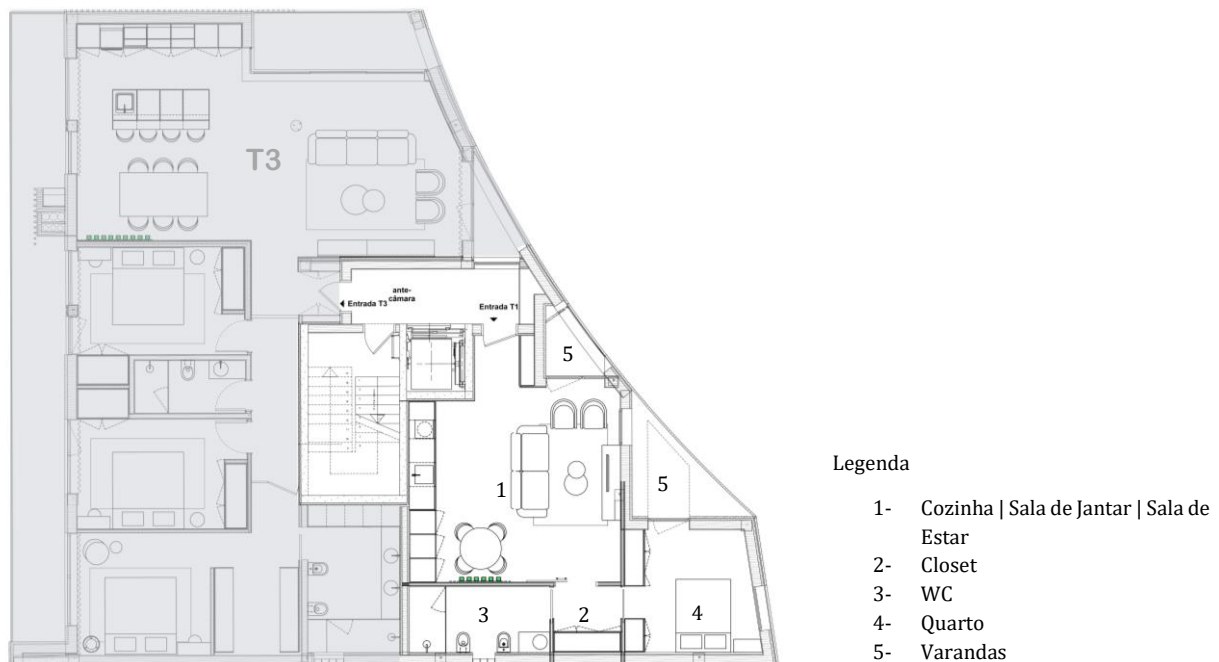 T3
ante-
câmara
Entrada T3
Entrada T1
5
5
1
3
2
4
Legenda
1- Cozinha | Sala de Jantar | Sala de
Estar
2- Closet
3- WC
4- Quarto
5- Varandas